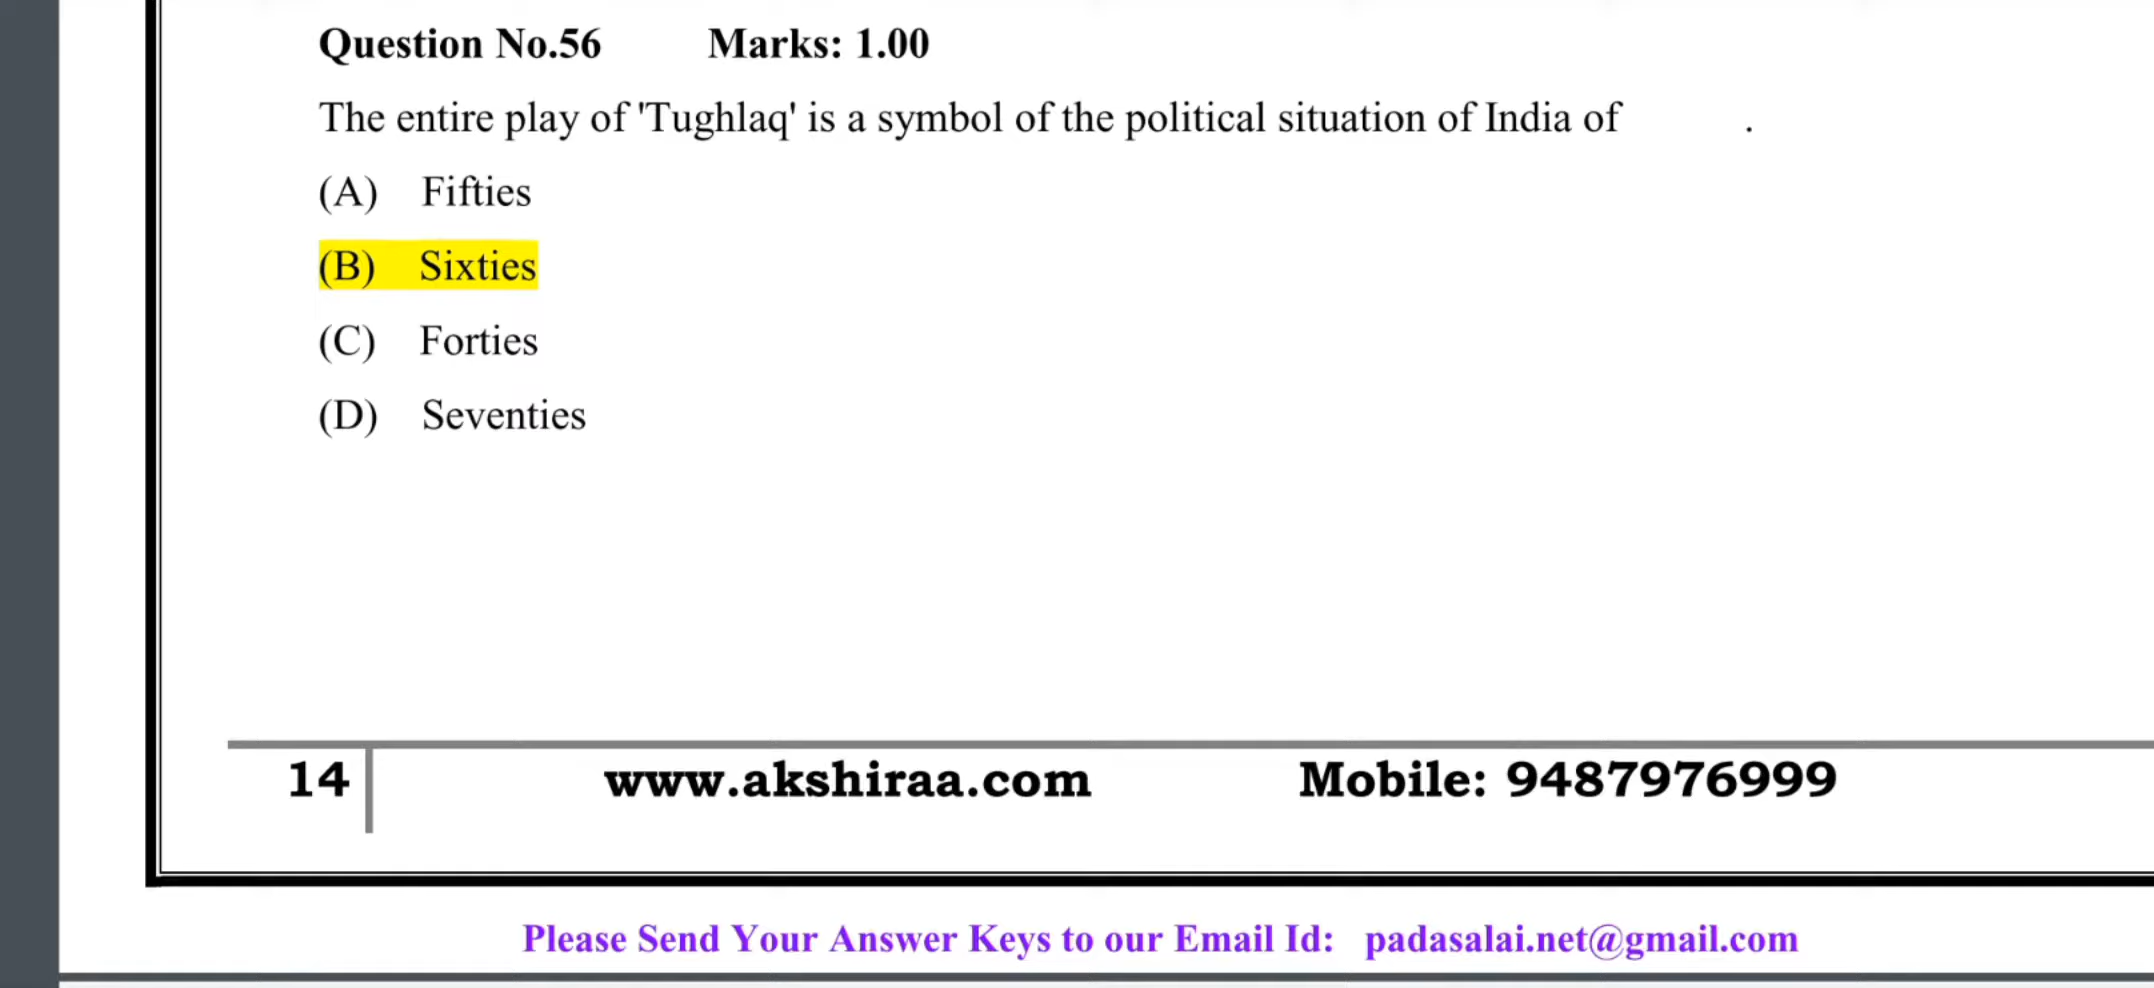 Question No.56 Marks: 1.00
The entire play of 'Tughlaq' is a symbol of the political situation of India of .
(A) Fifties
(B) Sixties
(C) Forties
(D) Seventies
14 www.akshiraa.com Mobile: 9487976999
Please Send Your Answer Keys to our Email Id: padasalai.net@gmail.com